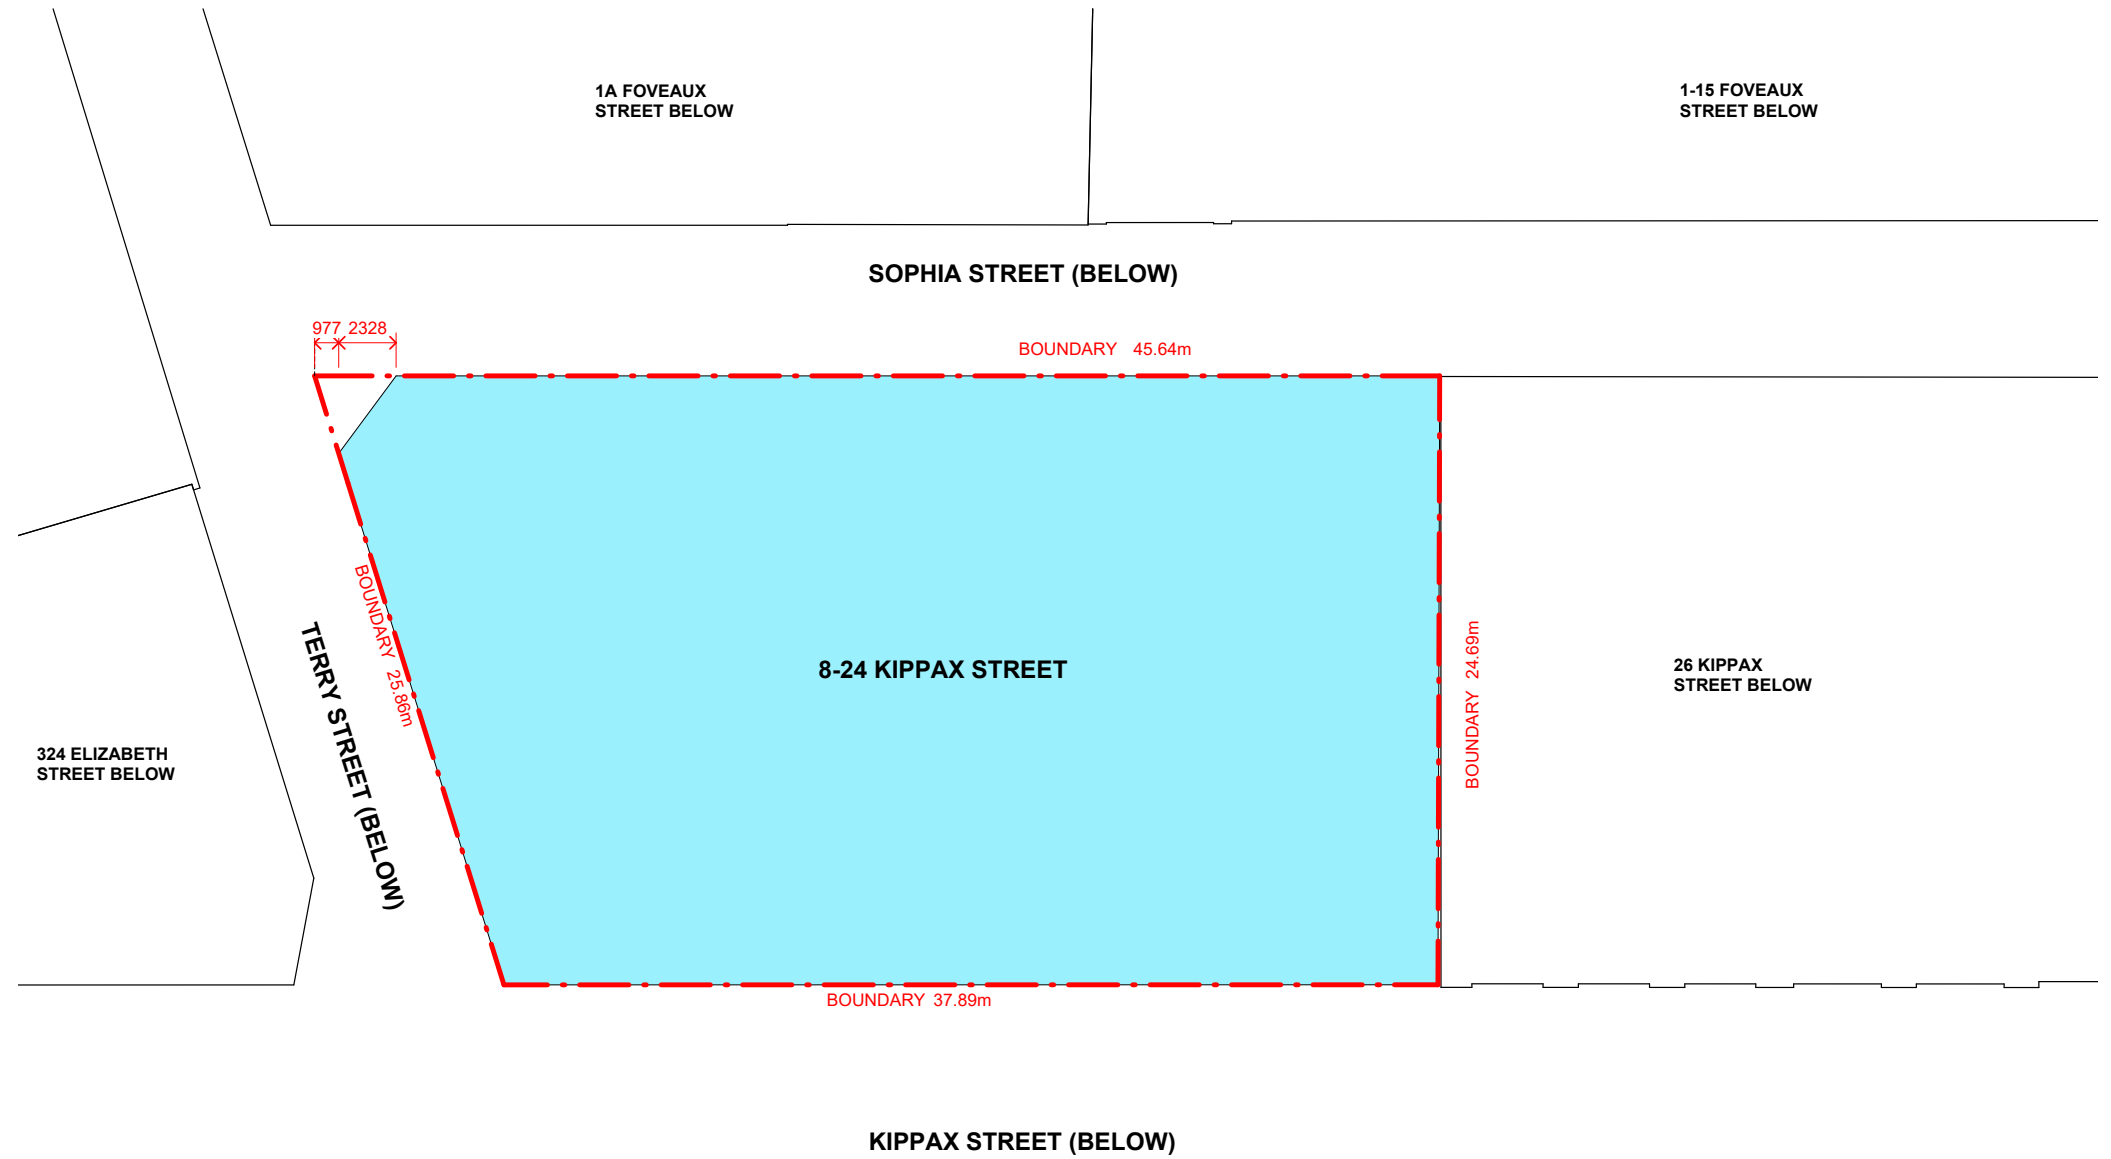 1A FOVEAUX
STREET BELOW
1-15 FOVEAUX
STREET BELOW
SOPHIA STREET (BELOW)
977 2328
BOUNDARY 45.64m
BOUNDARY 25.86m
TERRY STREET (BELOW)
8-24 KIPPAX STREET
BOUNDARY 24.69m
26 KIPPAX
STREET BELOW
324 ELIZABETH
STREET BELOW
BOUNDARY 37.89m
KIPPAX STREET (BELOW)